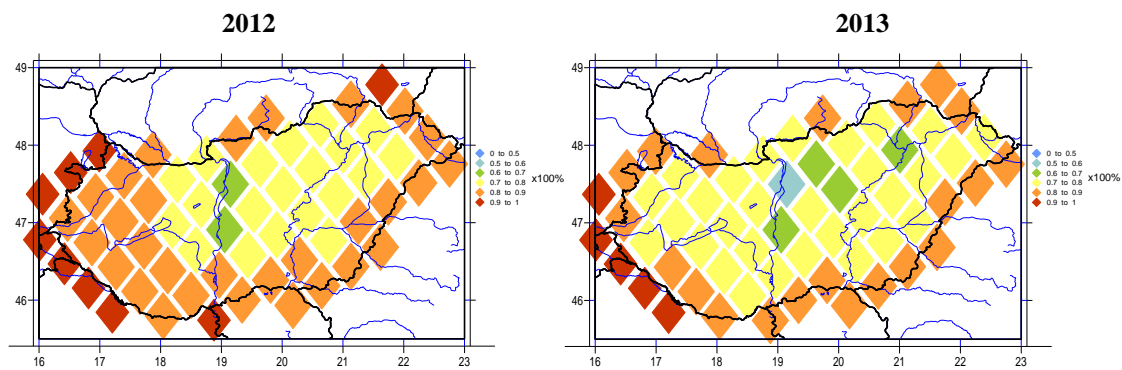 2012
2013
49
48
47
46
16 17 18 19 20 21 22 23
0 to 0.5
0.5 to 0.6
0.6 to 0.7
0.7 to 0.8
0.8 to 0.9
0.9 to 1
x100%
49
48
47
46
16 17 18 19 20 21 22 23
0 to 0.5
0.5 to 0.6
0.6 to 0.7
0.7 to 0.8
0.8 to 0.9
0.9 to 1
x100%